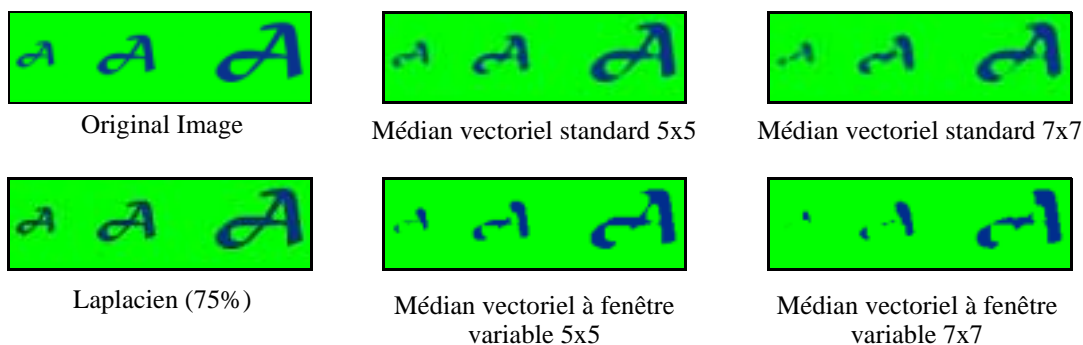 A A A
A A A
A A A
Original Image
Médian vectoriel standard 5x5
Médian vectoriel standard 7x7
A A A
A A A
A
Laplacien (75%)
Médian vectoriel à fenêtre
variable 5x5
Médian vectoriel à fenêtre
variable 7x7